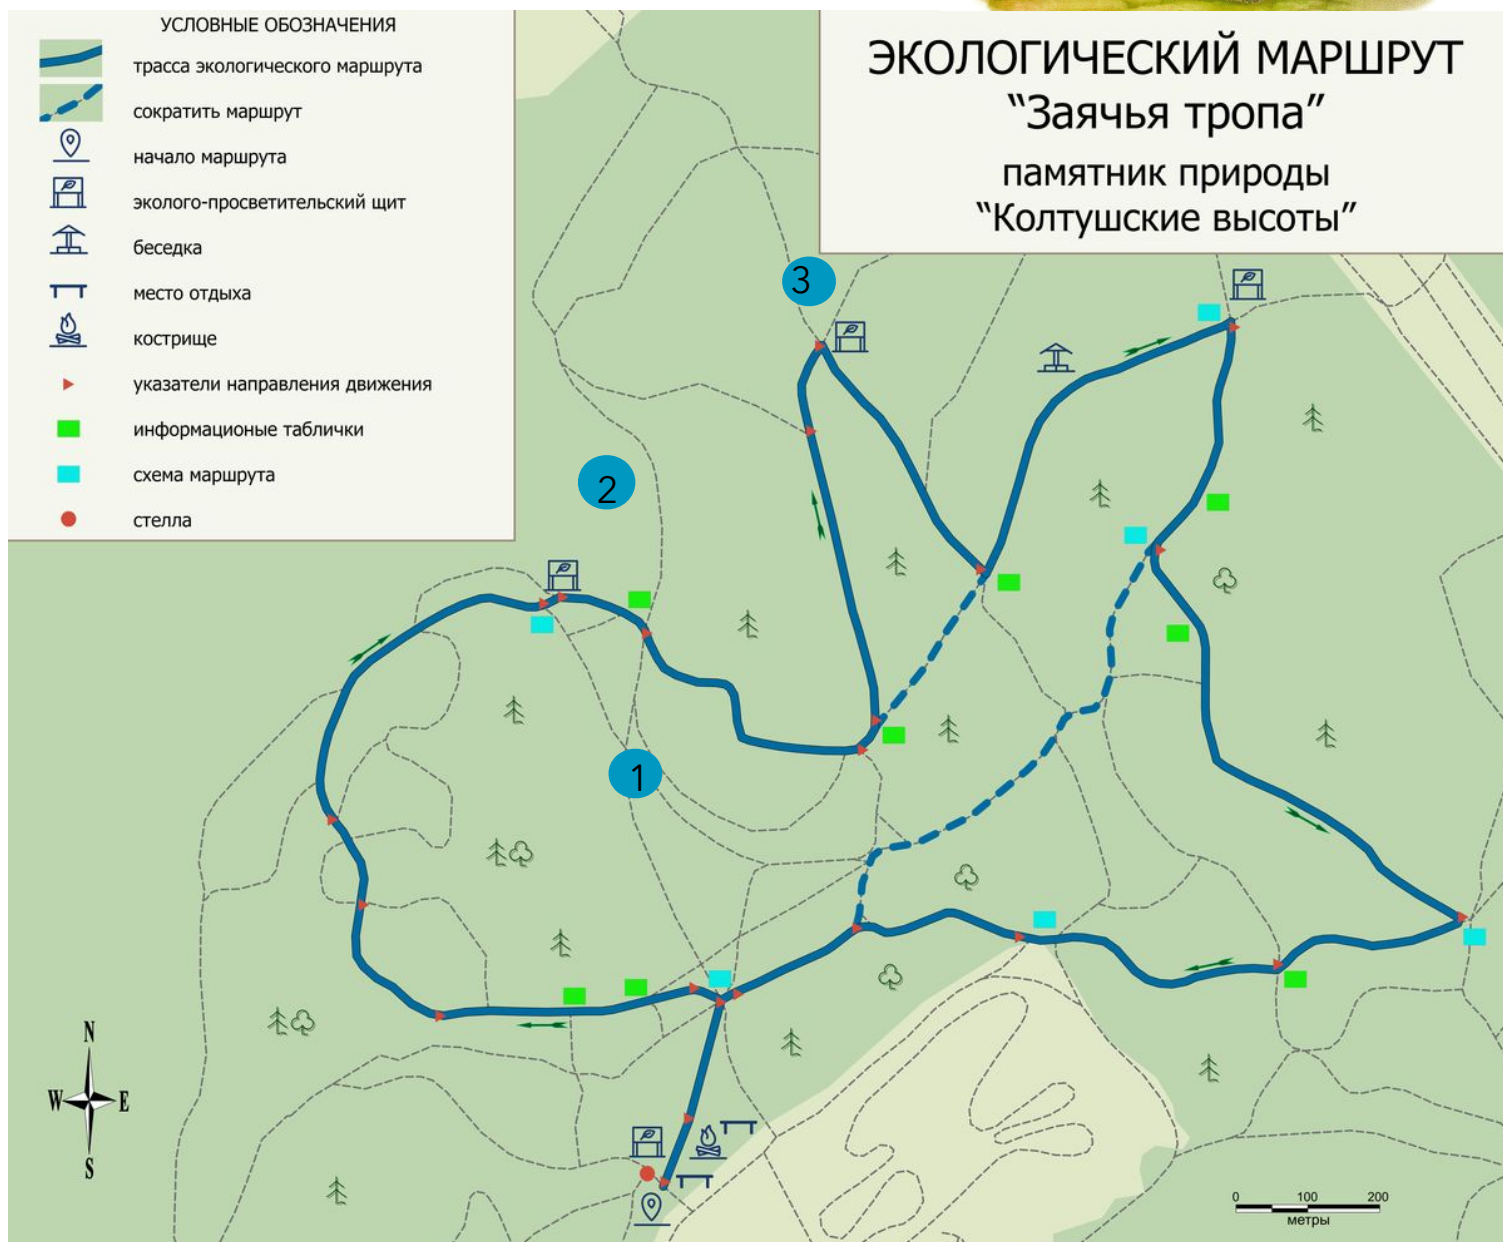 УСЛОВНЫЕ ОБОЗНАЧЕНИЯ
трасса экологического маршрута
сократить маршрут
начало маршрута
эколого-просветительский щит
беседка
место отдыха
кострище
указатели направления движения
информационые таблички
схема маршрута
стелла
ЭКОЛОГИЧЕСКИЙ МАРШРУТ
“Заячья тропа”
памятник природы
“Колтушские высоты”
3
2
1
N
W E
S
0 100 200
метры